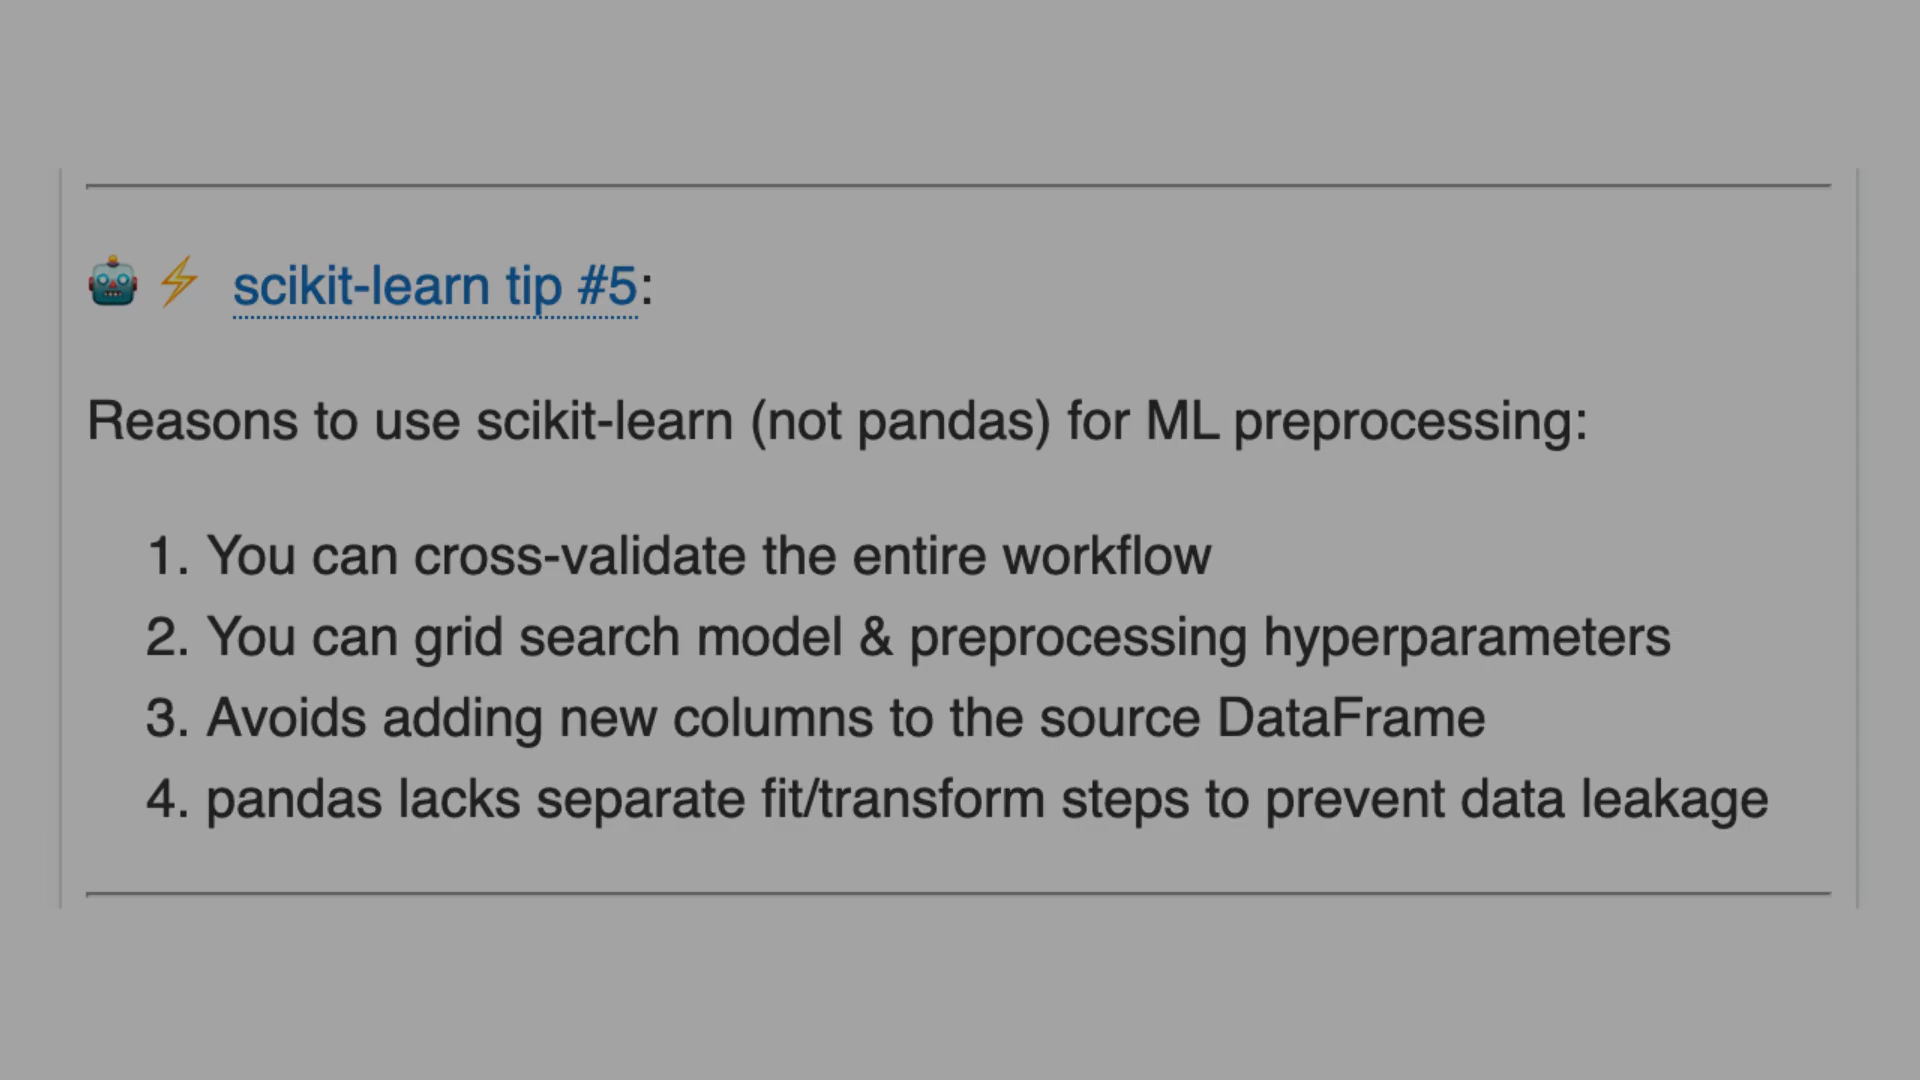 🤖⚡ scikit-learn tip #5:
Reasons to use scikit-learn (not pandas) for ML preprocessing:
1. You can cross-validate the entire workflow
2. You can grid search model & preprocessing hyperparameters
3. Avoids adding new columns to the source DataFrame
4. pandas lacks separate fit/transform steps to prevent data leakage